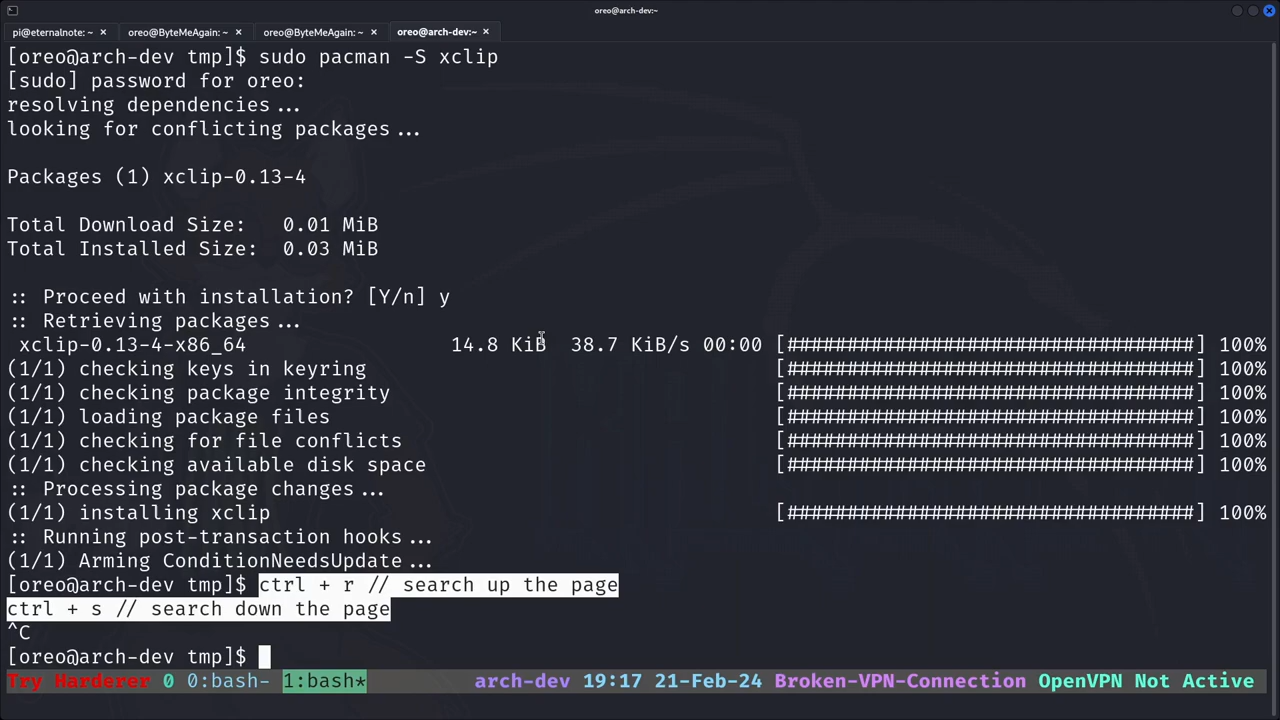 oreo@arch-dev:~
pi@eternalnote: ~ × oreo@ByteMeAgain: ~ × oreo@ByteMeAgain: ~ × oreo@arch-dev:~ ×
[oreo@arch-dev tmp]$ sudo pacman -S xclip
[sudo] password for oreo:
resolving dependencies...
looking for conflicting packages...
Packages (1) xclip-0.13-4
Total Download Size:   0.01 MiB
Total Installed Size:  0.03 MiB
:: Proceed with installation? [Y/n] y
:: Retrieving packages...
xclip-0.13-4-x86_64 14.8 KiB 38.7 KiB/s 00:00 [##################################] 100%
(1/1) checking keys in keyring [##################################] 100%
(1/1) checking package integrity [##################################] 100%
(1/1) loading package files [##################################] 100%
(1/1) checking for file conflicts [##################################] 100%
(1/1) checking available disk space [##################################] 100%
:: Processing package changes...
(1/1) installing xclip [##################################] 100%
:: Running post-transaction hooks...
(1/1) Arming ConditionNeedsUpdate...
[oreo@arch-dev tmp]$ ctrl + r // search up the page
ctrl + s // search down the page
^C
[oreo@arch-dev tmp]$
Try Harderer 0 0:bash- 1:bash* arch-dev 19:17 21-Feb-24 Broken-VPN-Connection OpenVPN Not Active